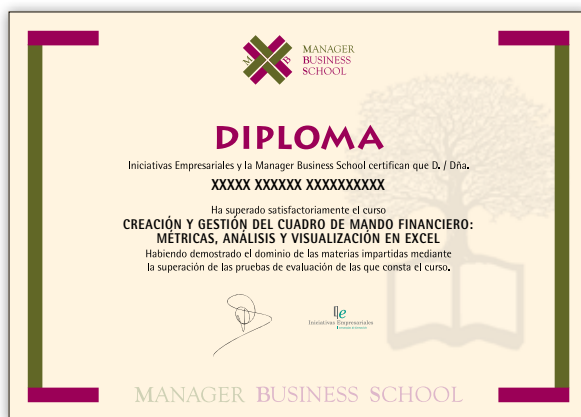 M B
MANAGER
BUSINESS
SCHOOL
DIPLOMA
Iniciativas Empresariales y la Manager Business School certifican que D. / Dña.
XXXXX XXXXXX XXXXXXXXXX
Ha superado satisfactoriamente el curso
CREACIÓN Y GESTIÓN DEL CUADRO DE MANDO FINANCIERO:
MÉTRICAS, ANÁLISIS Y VISUALIZACIÓN EN EXCEL
Habiendo demostrado el dominio de las materias impartidas mediante
la superación de las pruebas de evaluación de las que consta el curso.
Ie
Iniciativas Empresariales
MANAGER BUSINESS SCHOOL